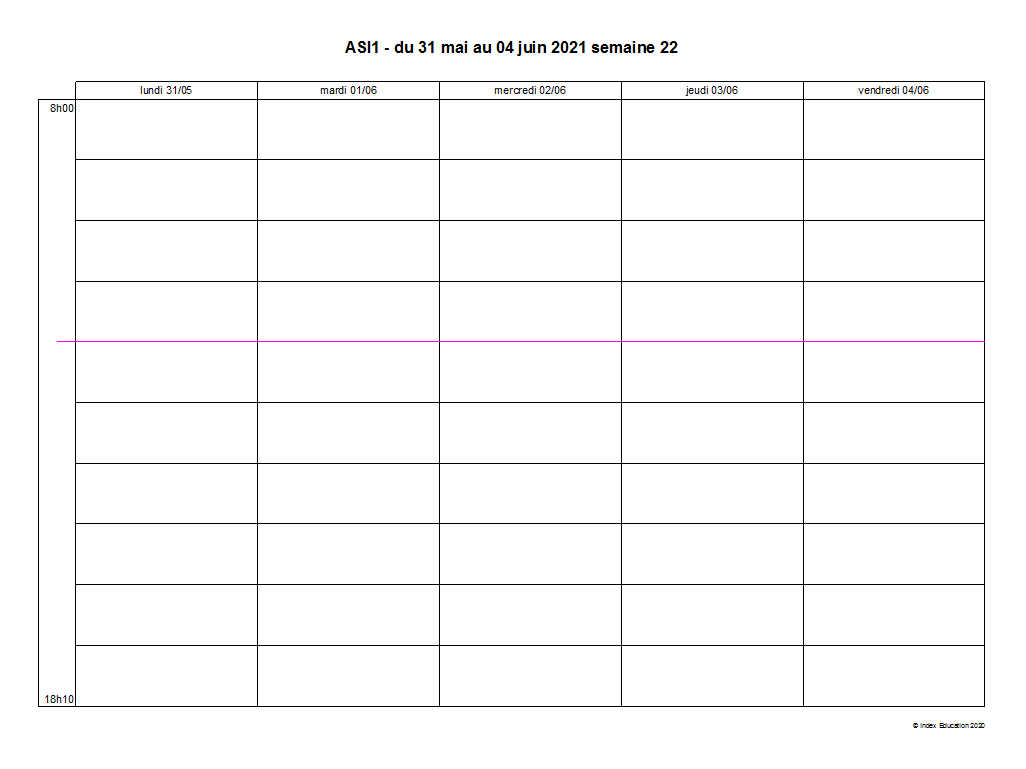 ASI1 - du 31 mai au 04 juin 2021 semaine 22
lundi 31/05 mardi 01/06 mercredi 02/06 jeudi 03/06 vendredi 04/06
8h00
18h10
© Index Education 2020